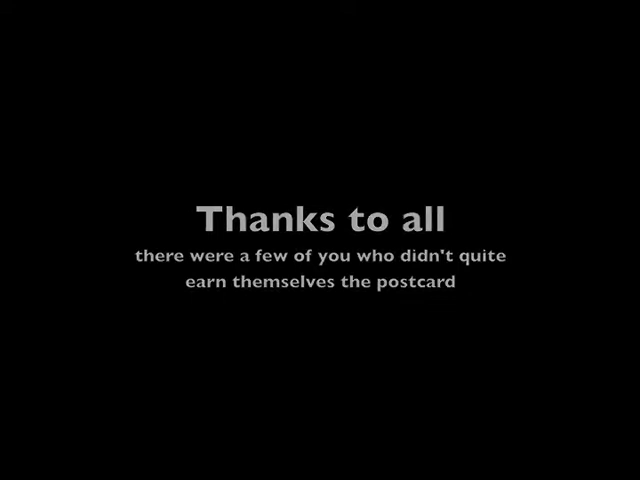 Thanks to all
there were a few of you who didn't quite
earn themselves the postcard